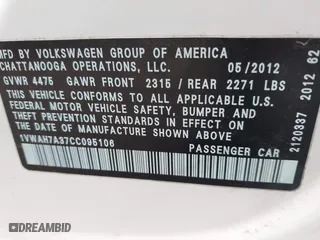 MFD BY VOLKSWAGEN GROUP OF AMERICA
CHATTANOOGA OPERATIONS, LLC. 05/2012
GVWR 4475 GAWR FRONT 2315 / REAR 2271 LBS
THIS VEHICLE CONFORMS TO ALL APPLICABLE U.S.
FEDERAL MOTOR VEHICLE SAFETY, BUMPER AND
THEFT PREVENTION STANDARDS IN EFFECT ON THE
DATE OF MANUFACTURE SHOWN ABOVE.
1VWAH7A37CC095106 PASSENGER CAR
2120337 2012 62
AUTOHELPERBOT.COM